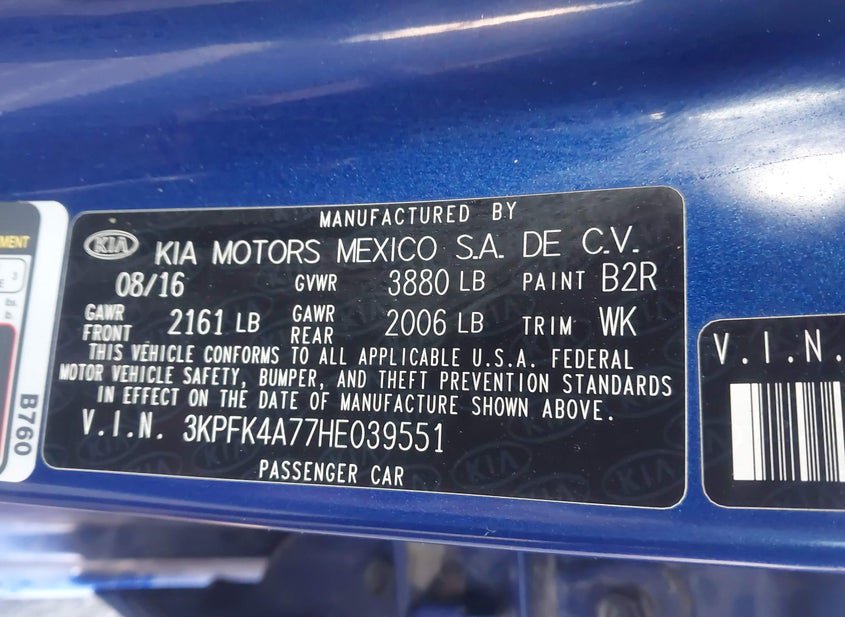 MANUFACTURED BY
KIA KIA MOTORS MEXICO S.A. DE C.V.
08/16 GVWR 3880 LB PAINT B2R
GAWR FRONT 2161 LB GAWR REAR 2006 LB TRIM WK
THIS VEHICLE CONFORMS TO ALL APPLICABLE U.S.A. FEDERAL
MOTOR VEHICLE SAFETY, BUMPER, AND THEFT PREVENTION STANDARDS
IN EFFECT ON THE DATE OF MANUFACTURE SHOWN ABOVE.
V.I.N. 3KPFK4A77HE039551
PASSENGER CAR
B760
V.I.N.